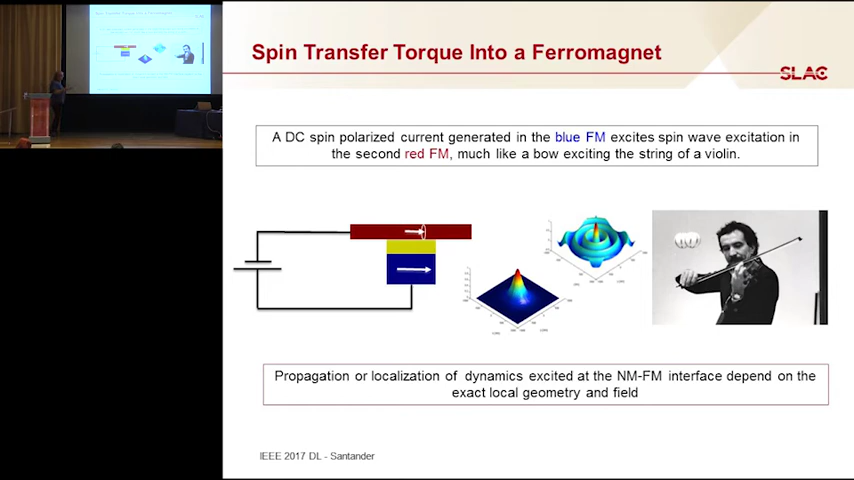 Spin Transfer Torque Into a Ferromagnet
SLAC
A DC spin polarized current generated in the blue FM excites spin wave excitation in
the second red FM, much like a bow exciting the string of a violin.
Propagation or localization of dynamics excited at the NM-FM interface depend on the
exact local geometry and field
IEEE 2017 DL - Santander